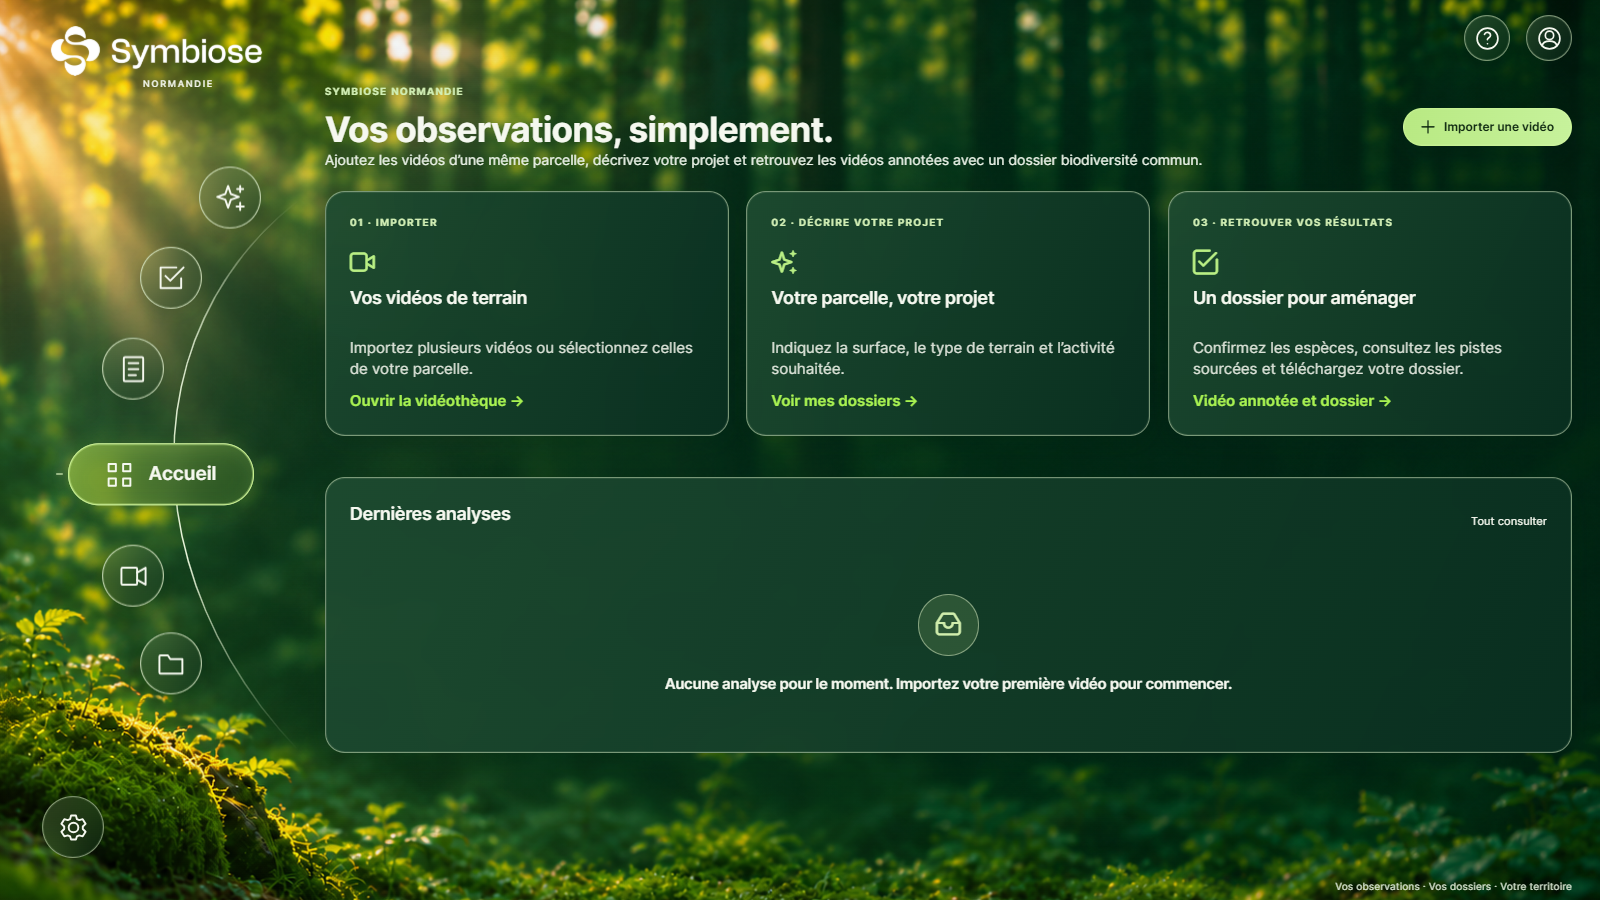 Symbiose
NORMANDIE
SYMBIOSE NORMANDIE
Vos observations, simplement.
Ajoutez les vidéos d’une même parcelle, décrivez votre projet et retrouvez les vidéos annotées avec un dossier biodiversité commun.
Importer une vidéo
01 · IMPORTER
Vos vidéos de terrain
Importez plusieurs vidéos ou sélectionnez celles
de votre parcelle.
Ouvrir la vidéothèque →
02 · DÉCRIRE VOTRE PROJET
Votre parcelle, votre projet
Indiquez la surface, le type de terrain et l’activité
souhaitée.
Voir mes dossiers →
03 · RETROUVER VOS RÉSULTATS
Un dossier pour aménager
Confirmez les espèces, consultez les pistes
sourcées et téléchargez votre dossier.
Vidéo annotée et dossier →
Accueil
Dernières analyses
Tout consulter
Aucune analyse pour le moment. Importez votre première vidéo pour commencer.
Vos observations · Vos dossiers · Votre territoire